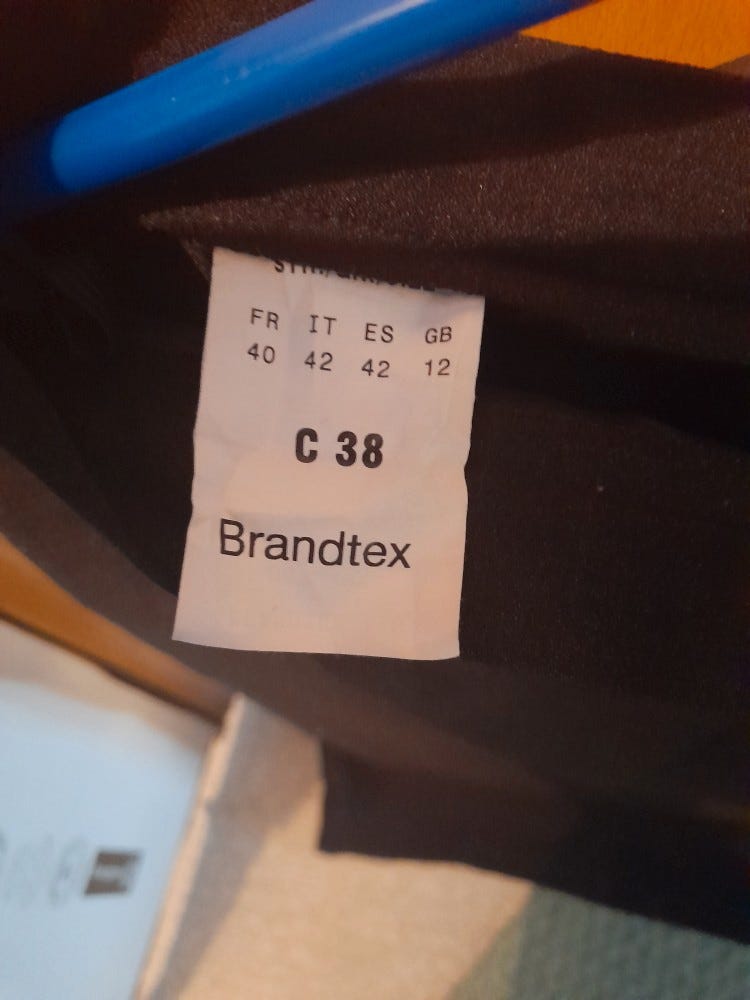 FR IT ES GB
40 42 42 12
C 38
Brandtex